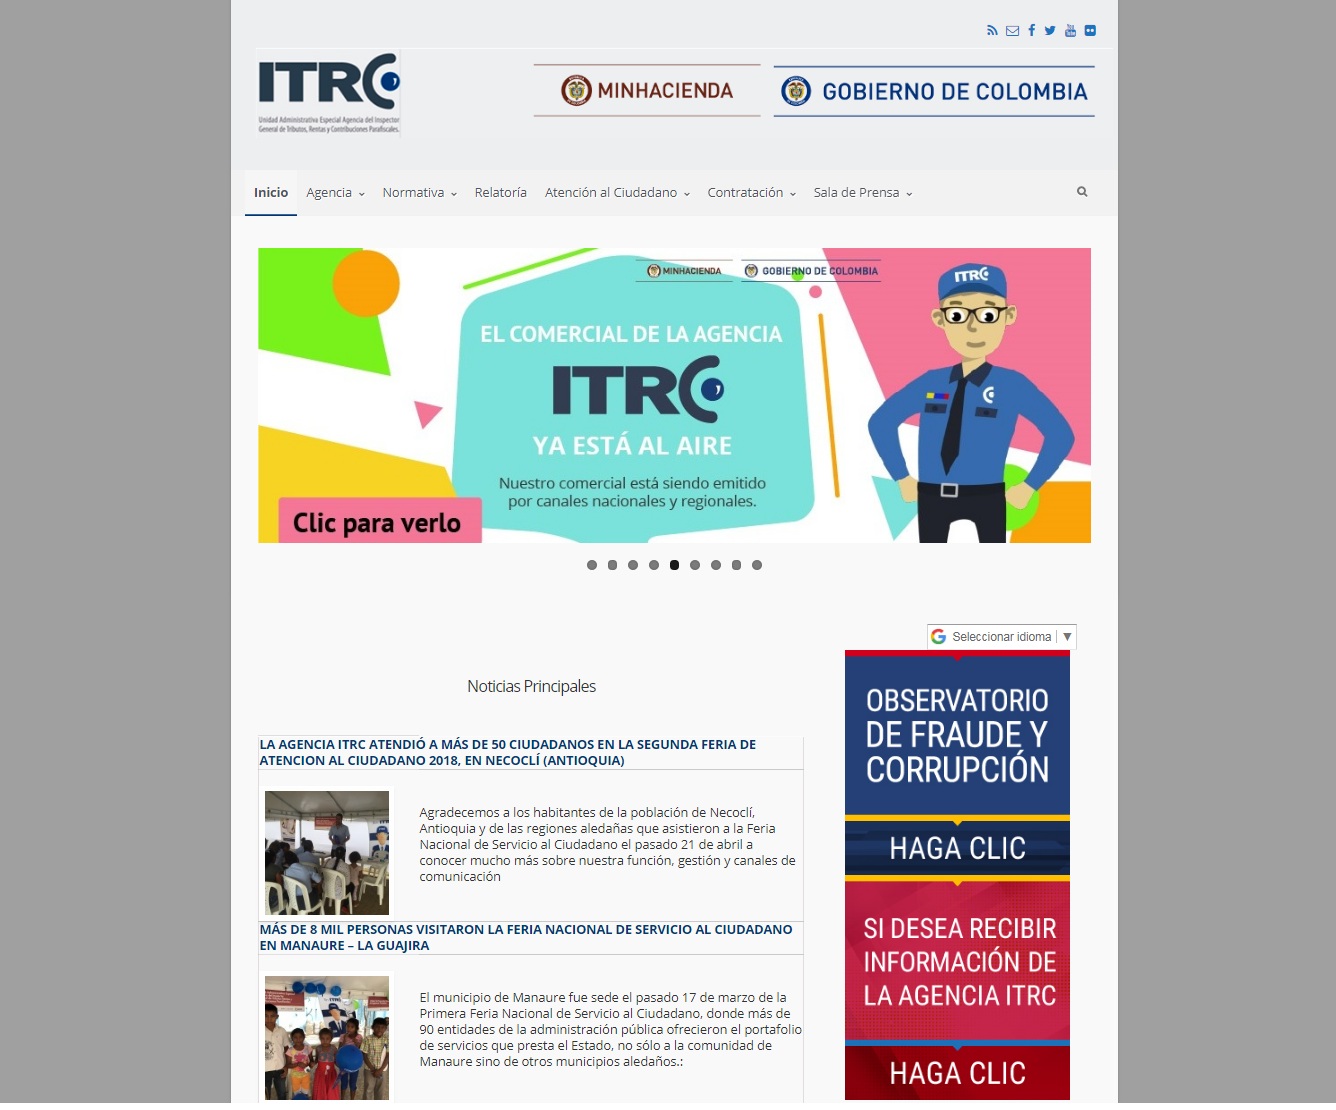 ITRC
Unidad Administrativa Especial Agencia del Inspector
General de Tributos, Rentas y Contribuciones Parafiscales.
MINHACIENDA
GOBIERNO DE COLOMBIA
Inicio
Agencia
Normativa
Relatoría
Atención al Ciudadano
Contratación
Sala de Prensa
MINHACIENDA
GOBIERNO DE COLOMBIA
ITRC
EL COMERCIAL DE LA AGENCIA
ITRC
YA ESTÁ AL AIRE
Nuestro comercial está siendo emitido
por canales nacionales y regionales.
Clic para verlo
Seleccionar idioma
Noticias Principales
LA AGENCIA ITRC ATENDIÓ A MÁS DE 50 CIUDADANOS EN LA SEGUNDA FERIA DE
ATENCION AL CIUDADANO 2018, EN NECOCLÍ (ANTIOQUIA)
Agradecemos a los habitantes de la población de Necoclí,
Antioquia y de las regiones aledañas que asistieron a la Feria
Nacional de Servicio al Ciudadano el pasado 21 de abril a
conocer mucho más sobre nuestra función, gestión y canales de
comunicación
MÁS DE 8 MIL PERSONAS VISITARON LA FERIA NACIONAL DE SERVICIO AL CIUDADANO
EN MANAURE – LA GUAJIRA
El municipio de Manaure fue sede el pasado 17 de marzo de la
Primera Feria Nacional de Servicio al Ciudadano, donde más de
90 entidades de la administración pública ofrecieron el portafolio
de servicios que presta el Estado, no sólo a la comunidad de
Manaure sino de otros municipios aledaños.:
OBSERVATORIO
DE FRAUDE Y
CORRUPCIÓN
HAGA CLIC
SI DESEA RECIBIR
INFORMACIÓN DE
LA AGENCIA ITRC
HAGA CLIC